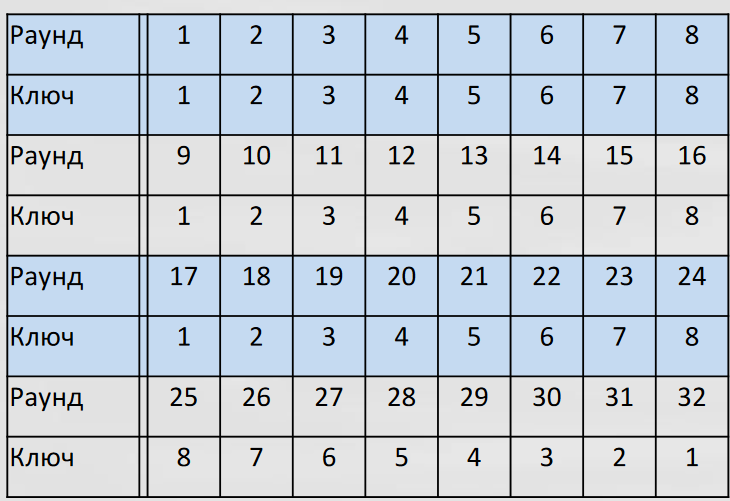 Раунд 1 2 3 4 5 6 7 8
Ключ 1 2 3 4 5 6 7 8
Раунд 9 10 11 12 13 14 15 16
Ключ 1 2 3 4 5 6 7 8
Раунд 17 18 19 20 21 22 23 24
Ключ 1 2 3 4 5 6 7 8
Раунд 25 26 27 28 29 30 31 32
Ключ 8 7 6 5 4 3 2 1